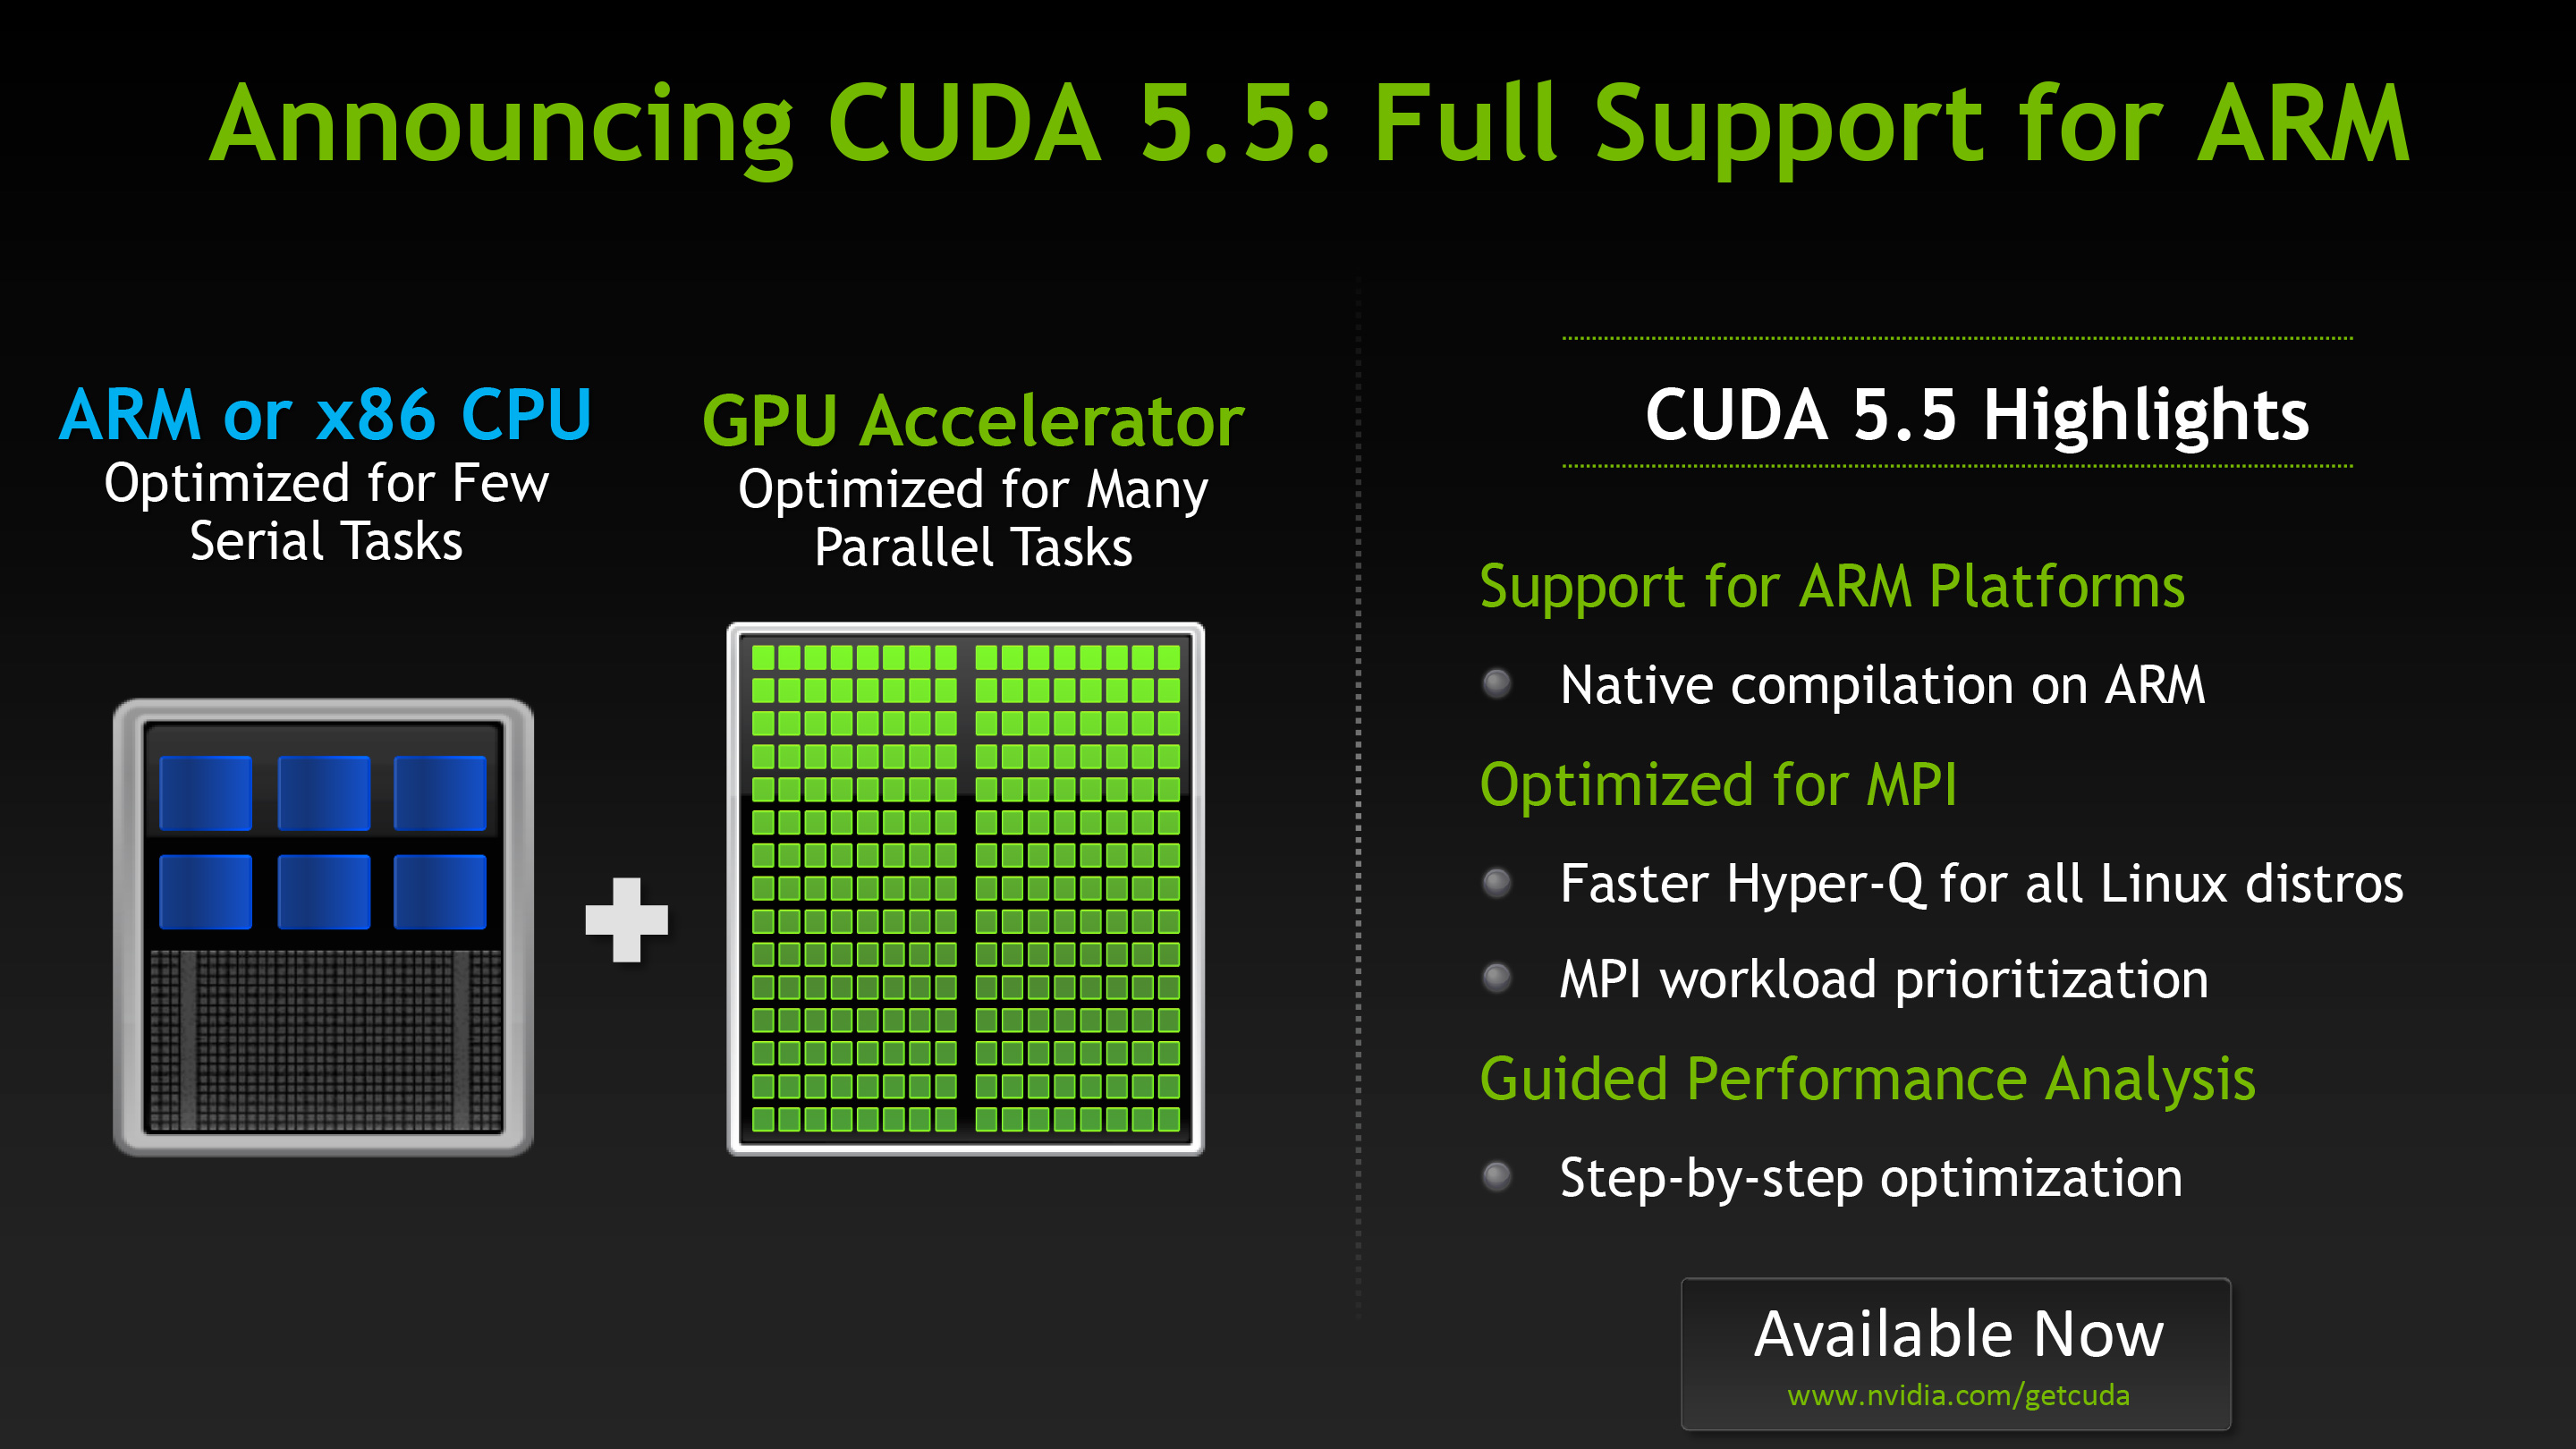 Announcing CUDA 5.5: Full Support for ARM
ARM or x86 CPU
Optimized for Few
Serial Tasks
GPU Accelerator
Optimized for Many
Parallel Tasks
CUDA 5.5 Highlights
Support for ARM Platforms
Native compilation on ARM
Optimized for MPI
Faster Hyper-Q for all Linux distros
MPI workload prioritization
Guided Performance Analysis
Step-by-step optimization
Available Now
www.nvidia.com/getcuda